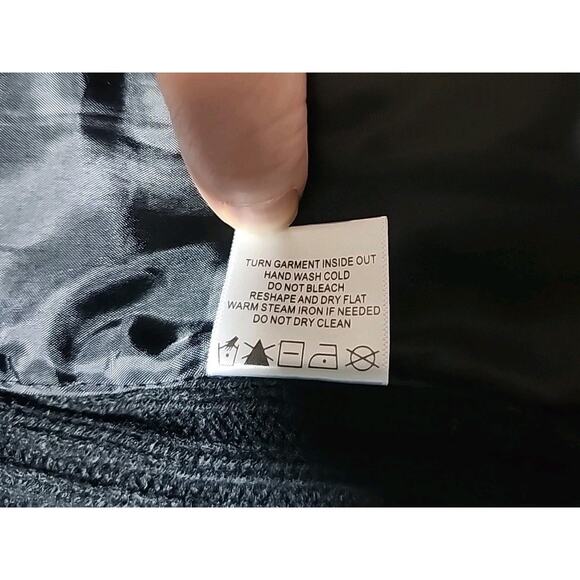 TURN GARMENT INSIDE OUT
HAND WASH COLD
DO NOT BLEACH
RESHAPE AND DRY FLAT
WARM STEAM IRON IF NEEDED
DO NOT DRY CLEAN